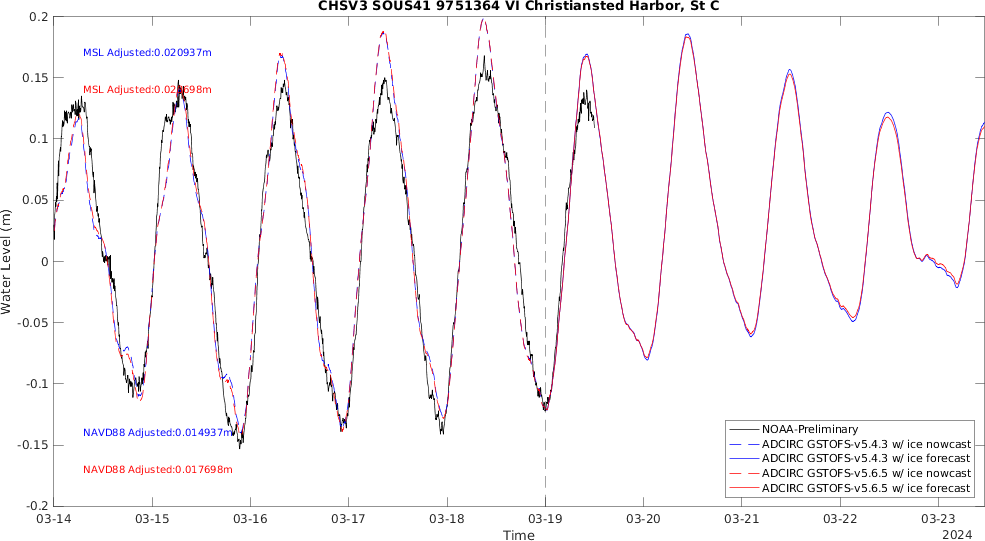 CHSV3 SOUS41 9751364 VI Christiansted Harbor, St C
MSL Adjusted:0.020937m
MSL Adjusted:0.023698m
NAVD88 Adjusted:0.014937m
NAVD88 Adjusted:0.017698m
Water Level (m)
0.2
0.15
0.1
0.05
0
-0.05
-0.1
-0.15
-0.2
03-14
03-15
03-16
03-17
03-18
03-19
03-20
03-21
03-22
03-23
Time
2024
NOAA-Preliminary
ADCIRC GSTOFS-v5.4.3 w/ ice nowcast
ADCIRC GSTOFS-v5.4.3 w/ ice forecast
ADCIRC GSTOFS-v5.6.5 w/ ice nowcast
ADCIRC GSTOFS-v5.6.5 w/ ice forecast